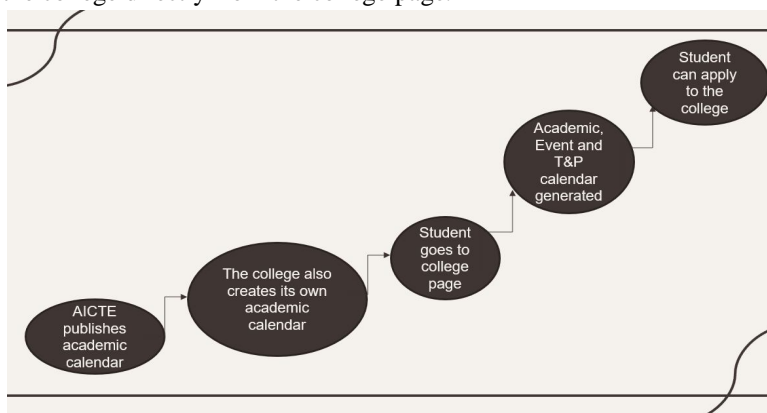 AICTE
publishes
academic
calendar
The college also
creates its own
academic
calendar
Student
goes to
college
page
Academic,
Event and
T&P
calendar
generated
Student
can apply
to the
college